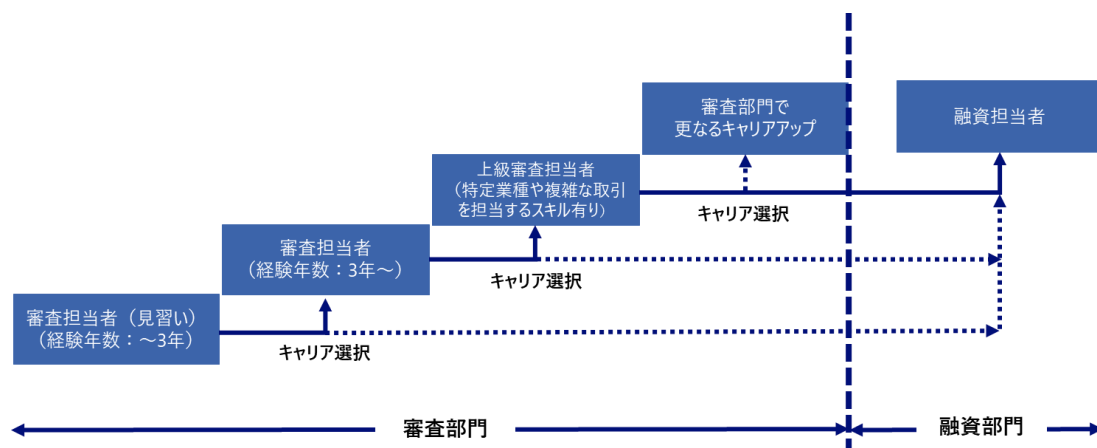 審査部門で
更なるキャリアアップ
融資担当者
上級審査担当者
（特定業種や複雑な取引
を担当するスキル有り）
キャリア選択
審査担当者
（経験年数：3年～）
キャリア選択
審査担当者（見習い）
（経験年数：～3年）
キャリア選択
審査部門
融資部門